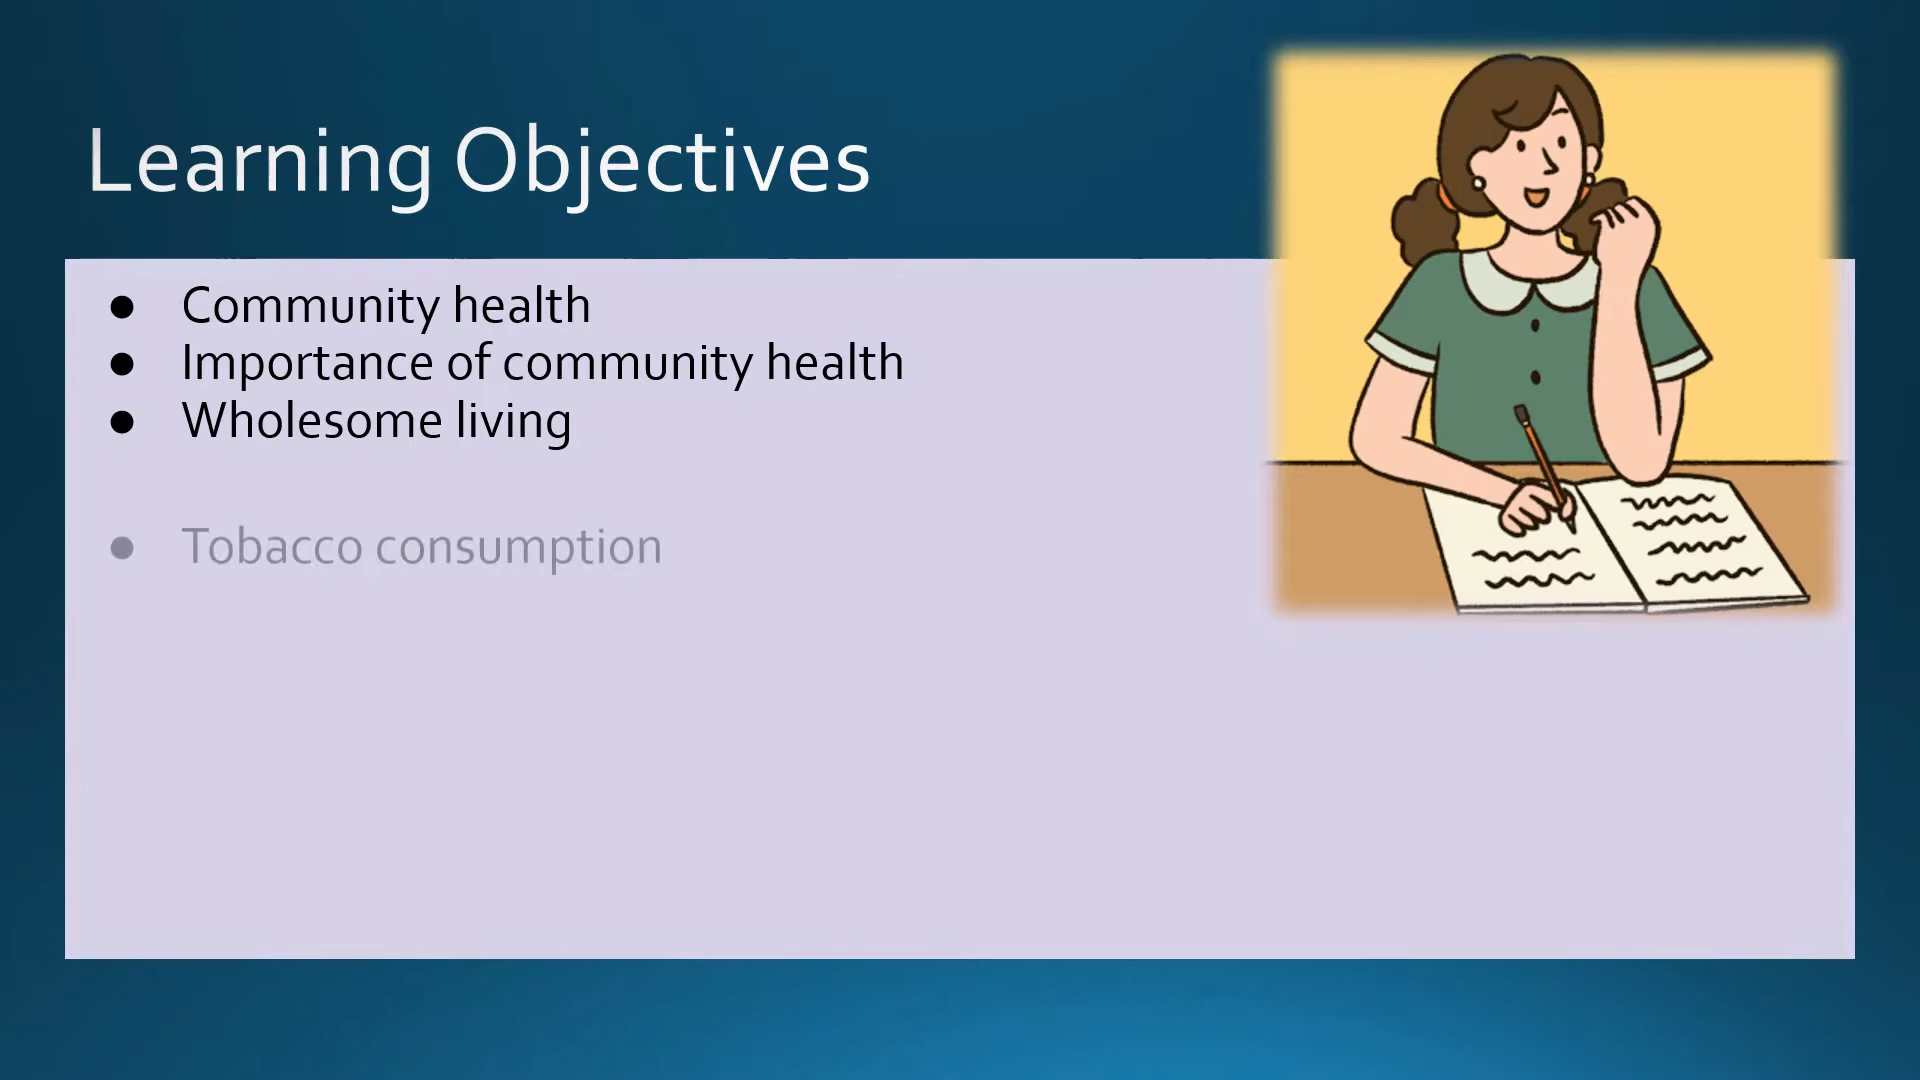 Learning Objectives
● Community health
● Importance of community health
● Wholesome living
● Tobacco consumption